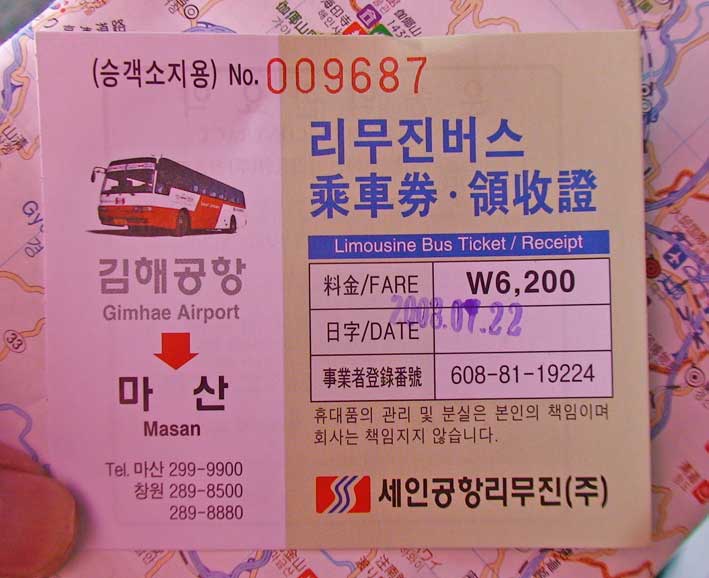 (승객소지용) No. 009687
김해공항
Gimhae Airport
마 산
Masan
Tel. 마산 299-9900
창원 289-8500
289-8880
리무진버스
乘車券·領收證
Limousine Bus Ticket / Receipt
料金/FARE W6,200
日字/DATE 2008.07.22
事業者登錄番號 608-81-19224
휴대품의 관리 및 분실은 본인의 책임이며
회사는 책임지지 않습니다.
세인공항리무진(주)
33